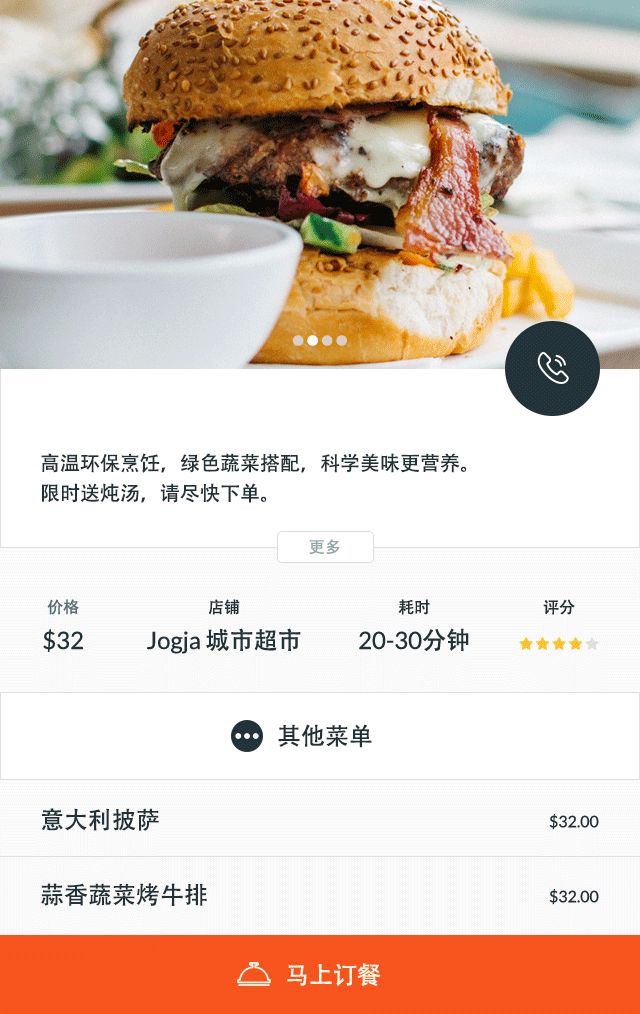 高温环保烹饪，绿色蔬菜搭配，科学美味更营养。
限时送炖汤，请尽快下单。
更多
价格 店铺 耗时 评分
$32 Jogja 城市超市 20-30分钟
其他菜单
意大利披萨 $32.00
蒜香蔬菜烤牛排 $32.00
马上订餐